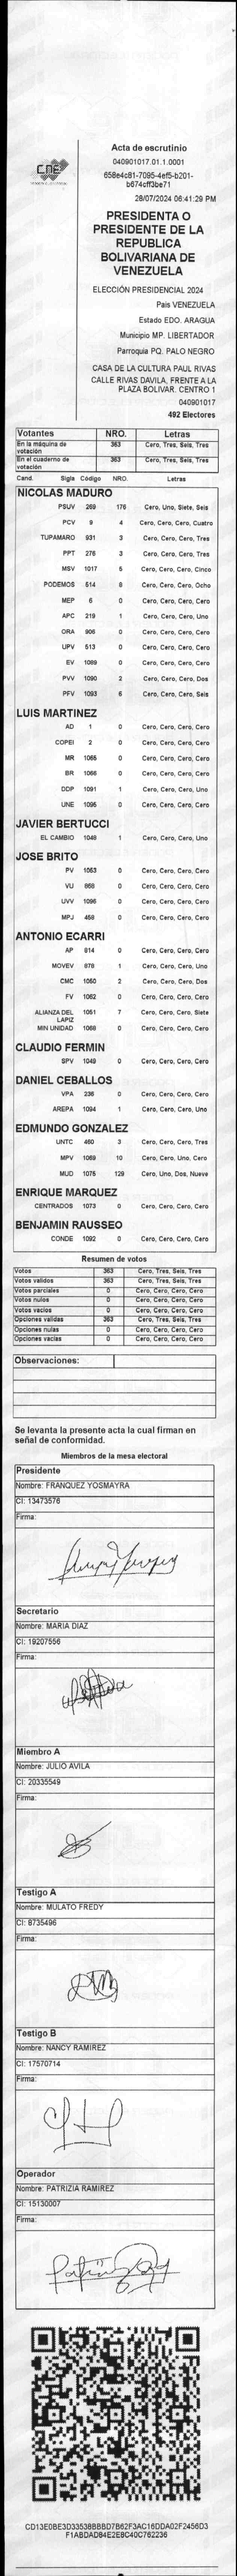 CNE
Acta de escrutinio
040901017.01.1.0001
658e4c81-7095-4ef5-b201-
b674cff3be71
28/07/2024 06:41:29 PM
PRESIDENTA O
PRESIDENTE DE LA
REPUBLICA
BOLIVARIANA DE
VENEZUELA
ELECCIÓN PRESIDENCIAL 2024
Pais VENEZUELA
Estado EDO. ARAGUA
Municipio MP. LIBERTADOR
Parroquia PQ. PALO NEGRO
CASA DE LA CULTURA PAUL RIVAS
CALLE RIVAS DAVILA, FRENTE A LA
PLAZA BOLIVAR. CENTRO 1
040901017
492 Electores
Votantes NRO. Letras
En la máquina de votación 363 Cero, Tres, Seis, Tres
En el cuaderno de votación 363 Cero, Tres, Seis, Tres
Cand. Sigla Código NRO. Letras
NICOLAS MADURO
PSUV 269 176 Cero, Uno, Siete, Seis
PCV 9 4 Cero, Cero, Cero, Cuatro
TUPAMARO 931 3 Cero, Cero, Cero, Tres
PPT 276 3 Cero, Cero, Cero, Tres
MSV 1017 5 Cero, Cero, Cero, Cinco
PODEMOS 514 8 Cero, Cero, Cero, Ocho
MEP 6 0 Cero, Cero, Cero, Cero
APC 219 1 Cero, Cero, Cero, Uno
ORA 906 0 Cero, Cero, Cero, Cero
UPV 513 0 Cero, Cero, Cero, Cero
EV 1089 0 Cero, Cero, Cero, Cero
PVV 1090 2 Cero, Cero, Cero, Dos
PFV 1093 6 Cero, Cero, Cero, Seis
LUIS MARTINEZ
AD 1 0 Cero, Cero, Cero, Cero
COPEI 2 0 Cero, Cero, Cero, Cero
MR 1065 0 Cero, Cero, Cero, Cero
BR 1066 0 Cero, Cero, Cero, Cero
DDP 1091 1 Cero, Cero, Cero, Uno
UNE 1095 0 Cero, Cero, Cero, Cero
JAVIER BERTUCCI
EL CAMBIO 1048 1 Cero, Cero, Cero, Uno
JOSE BRITO
PV 1053 0 Cero, Cero, Cero, Cero
VU 868 0 Cero, Cero, Cero, Cero
UVV 1096 0 Cero, Cero, Cero, Cero
MPJ 458 0 Cero, Cero, Cero, Cero
ANTONIO ECARRI
AP 814 0 Cero, Cero, Cero, Cero
MOVEV 878 1 Cero, Cero, Cero, Uno
CMC 1050 2 Cero, Cero, Cero, Dos
FV 1082 0 Cero, Cero, Cero, Cero
ALIANZA DEL LAPIZ 1051 7 Cero, Cero, Cero, Siete
MIN UNIDAD 1068 0 Cero, Cero, Cero, Cero
CLAUDIO FERMIN
SPV 1049 0 Cero, Cero, Cero, Cero
DANIEL CEBALLOS
VPA 236 0 Cero, Cero, Cero, Cero
AREPA 1094 1 Cero, Cero, Cero, Uno
EDMUNDO GONZALEZ
UNTC 460 3 Cero, Cero, Cero, Tres
MPV 1069 10 Cero, Cero, Uno, Cero
MUD 1075 129 Cero, Uno, Dos, Nueve
ENRIQUE MARQUEZ
CENTRADOS 1073 0 Cero, Cero, Cero, Cero
BENJAMIN RAUSSEO
CONDE 1092 0 Cero, Cero, Cero, Cero
Resumen de votos
Votos 363 Cero, Tres, Seis, Tres
Votos validos 363 Cero, Tres, Seis, Tres
Votos parciales 0 Cero, Cero, Cero, Cero
Votos nulos 0 Cero, Cero, Cero, Cero
Votos vacios 0 Cero, Cero, Cero, Cero
Opciones validas 363 Cero, Tres, Seis, Tres
Opciones nulas 0 Cero, Cero, Cero, Cero
Opciones vacias 0 Cero, Cero, Cero, Cero
Observaciones:
Se levanta la presente acta la cual firman en
señal de conformidad.
Miembros de la mesa electoral
Presidente
Nombre: FRANQUEZ YOSMAYRA
CI: 13473576
Firma:
Secretario
Nombre: MARIA DIAZ
CI: 19207556
Firma:
Miembro A
Nombre: JULIO AVILA
CI: 20335549
Firma:
Testigo A
Nombre: MULATO FREDY
CI: 8735496
Firma:
Testigo B
Nombre: NANCY RAMIREZ
CI: 17570714
Firma:
Operador
Nombre: PATRIZIA RAMIREZ
CI: 15130007
Firma:
CD13E0BE3D33538BBBD7B62F3AC16DDA02F2456D3
F1ABDAD84E2E8C40C762236